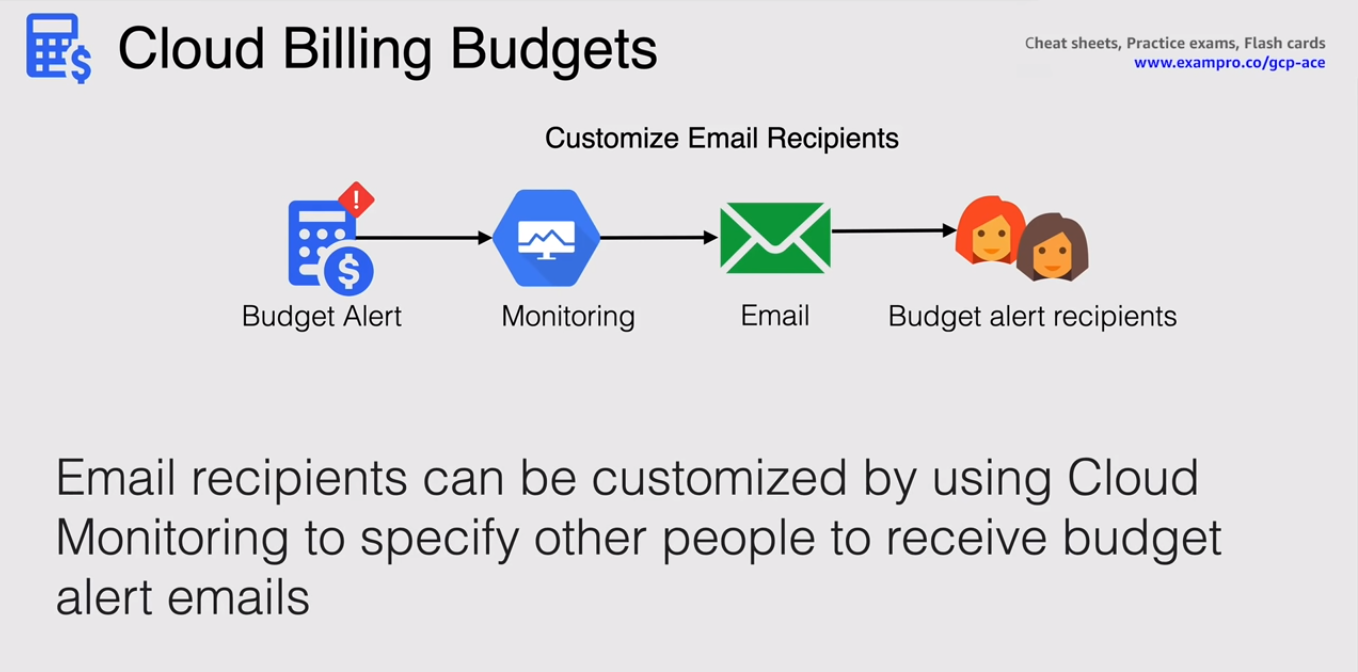 Cloud Billing Budgets
Cheat sheets, Practice exams, Flash cards
www.exampro.co/gcp-ace
Customize Email Recipients
Budget Alert
Monitoring
Email
Budget alert recipients
Email recipients can be customized by using Cloud
Monitoring to specify other people to receive budget
alert emails